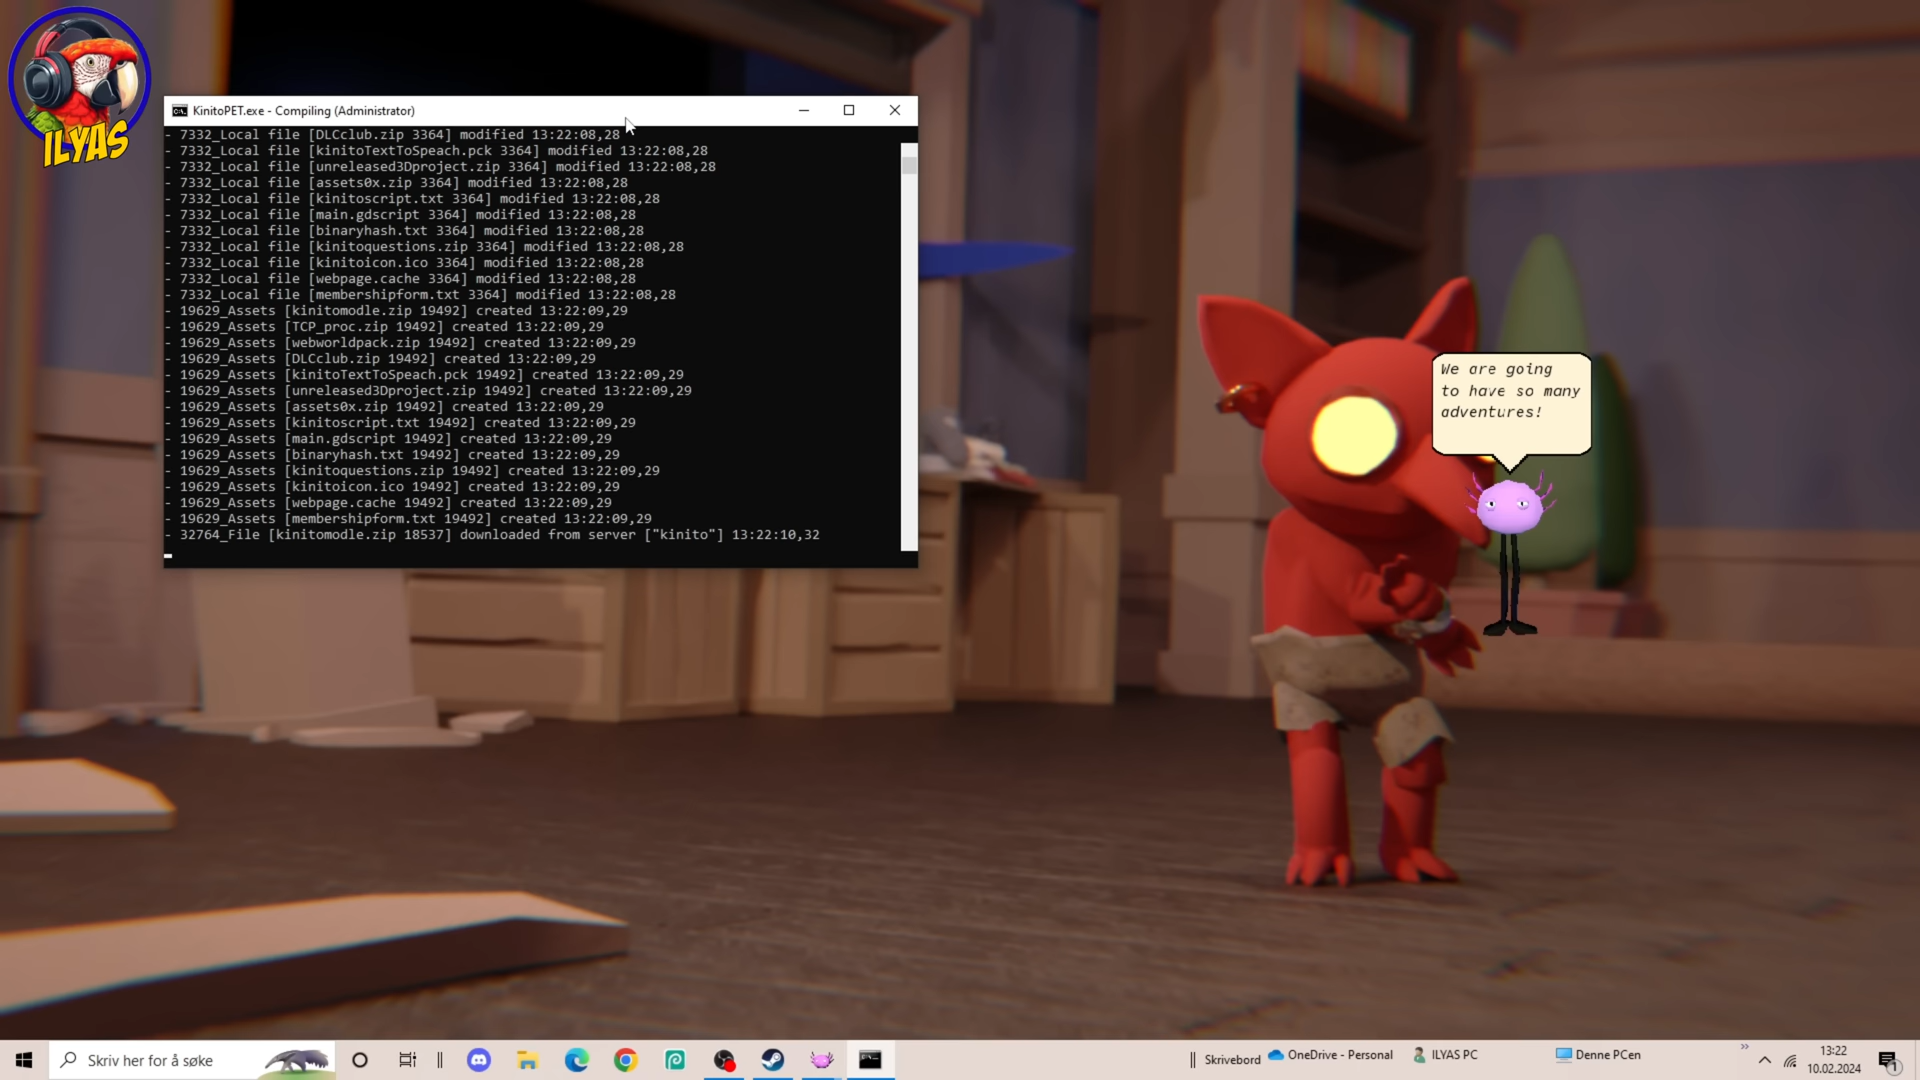 ILYAS
KinitoPET.exe - Compiling (Administrator)
- 7332_Local file [DLCclub.zip 3364] modified 13:22:08,28
- 7332_Local file [kinitoTextToSpeach.pck 3364] modified 13:22:08,28
- 7332_Local file [unreleased3Dproject.zip 3364] modified 13:22:08,28
- 7332_Local file [assets0x.zip 3364] modified 13:22:08,28
- 7332_Local file [kinitoscript.txt 3364] modified 13:22:08,28
- 7332_Local file [main.gdscript 3364] modified 13:22:08,28
- 7332_Local file [binaryhash.txt 3364] modified 13:22:08,28
- 7332_Local file [kinitoquestions.zip 3364] modified 13:22:08,28
- 7332_Local file [kinitoicon.ico 3364] modified 13:22:08,28
- 7332_Local file [webpage.cache 3364] modified 13:22:08,28
- 7332_Local file [membershipform.txt 3364] modified 13:22:08,28
- 19629_Assets [kinitomodle.zip 19492] created 13:22:09,29
- 19629_Assets [TCP_proc.zip 19492] created 13:22:09,29
- 19629_Assets [webworldpack.zip 19492] created 13:22:09,29
- 19629_Assets [DLCclub.zip 19492] created 13:22:09,29
- 19629_Assets [kinitoTextToSpeach.pck 19492] created 13:22:09,29
- 19629_Assets [unreleased3Dproject.zip 19492] created 13:22:09,29
- 19629_Assets [assets0x.zip 19492] created 13:22:09,29
- 19629_Assets [kinitoscript.txt 19492] created 13:22:09,29
- 19629_Assets [main.gdscript 19492] created 13:22:09,29
- 19629_Assets [binaryhash.txt 19492] created 13:22:09,29
- 19629_Assets [kinitoquestions.zip 19492] created 13:22:09,29
- 19629_Assets [kinitoicon.ico 19492] created 13:22:09,29
- 19629_Assets [webpage.cache 19492] created 13:22:09,29
- 19629_Assets [membershipform.txt 19492] created 13:22:09,29
- 32764_File [kinitomodle.zip 18537] downloaded from server ["kinito"] 13:22:10,32
We are going
to have so many
adventures!
Skriv her for å søke
Skrivebord
OneDrive - Personal
ILYAS PC
Denne PCen
13:22
10.02.2024
1